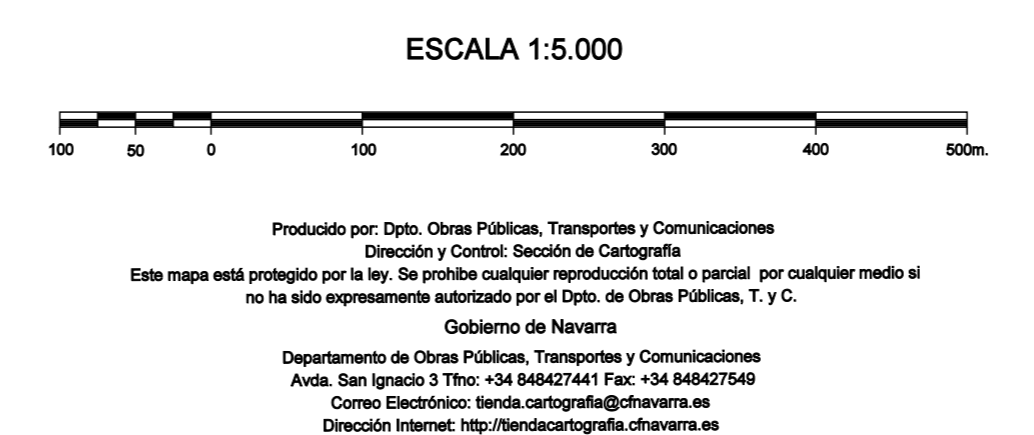 ESCALA 1:5.000
100 50 0 100 200 300 400 500m.
Producido por: Dpto. Obras Públicas, Transportes y Comunicaciones
Dirección y Control: Sección de Cartografía
Este mapa está protegido por la ley. Se prohibe cualquier reproducción total o parcial por cualquier medio si
no ha sido expresamente autorizado por el Dpto. de Obras Públicas, T. y C.
Gobierno de Navarra
Departamento de Obras Públicas, Transportes y Comunicaciones
Avda. San Ignacio 3 Tfno: +34 848427441 Fax: +34 848427549
Correo Electrónico: tienda.cartografia@cfnavarra.es
Dirección Internet: http://tiendacartografia.cfnavarra.es